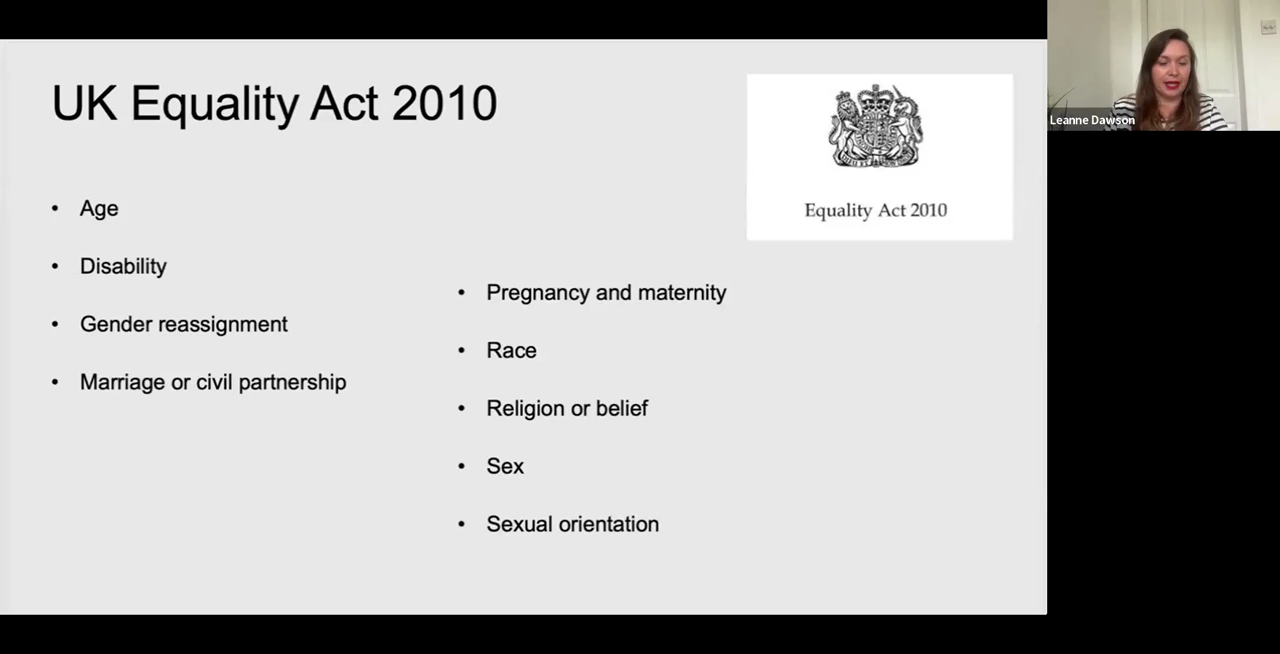 UK Equality Act 2010
Equality Act 2010
• Age
• Disability
• Gender reassignment
• Marriage or civil partnership
• Pregnancy and maternity
• Race
• Religion or belief
• Sex
• Sexual orientation
Leanne Dawson